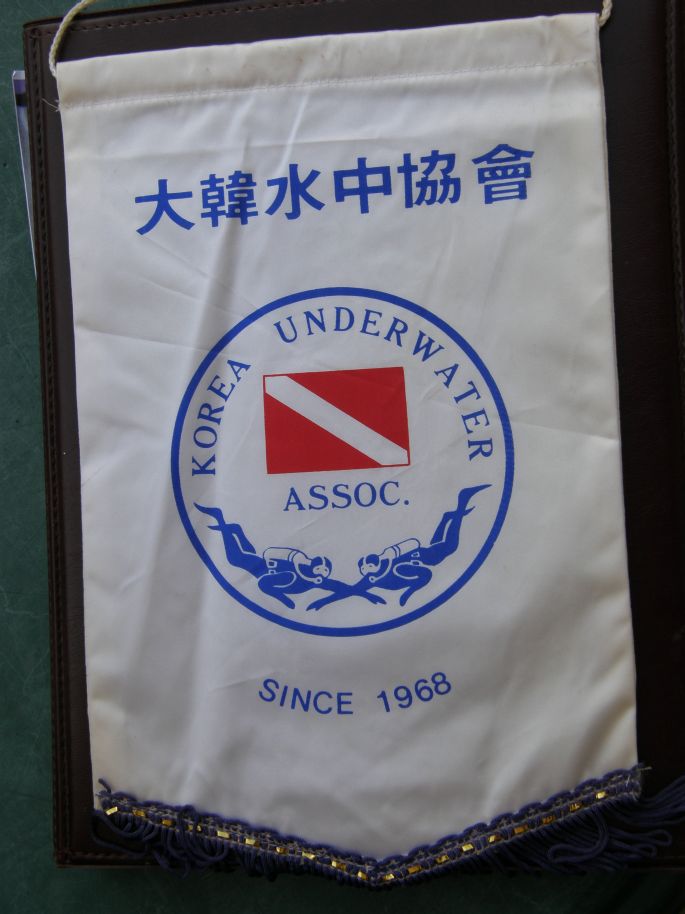 大韓水中協會
KOREA UNDERWATER
ASSOC.
SINCE 1968